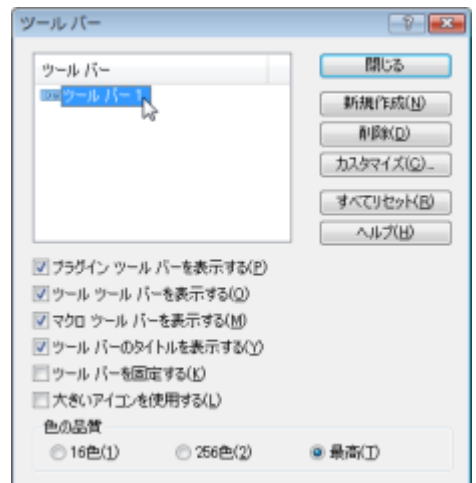 ツール バー
ツール バー
ツール バー 1
閉じる
新規作成(N)
削除(D)
カスタマイズ(C)...
すべてリセット(R)
ヘルプ(H)
プラグイン ツール バーを表示する(P)
ツール ツール バーを表示する(O)
マクロ ツール バーを表示する(M)
ツール バーのタイトルを表示する(Y)
ツール バーを固定する(K)
大きいアイコンを使用する(L)
色の品質
16色(1)
256色(2)
最高(T)